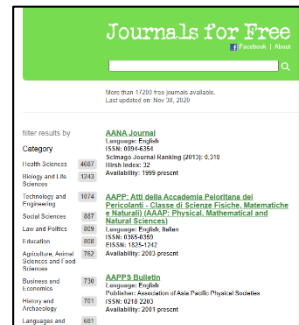 Journals for Free
Facebook | About
More than 17200 free journals available.
Last updated on: Nov 30, 2020
filter results by
Category
Health Sciences 4687
Biology and Life Sciences 1243
Technology and Engineering 1074
Social Sciences 887
Law and Politics 809
Education 808
Agriculture, Animal Sciences and Food Sciences 762
Business and Economics 730
History and Archaeology 701
Languages and 681
AANA Journal
Language: English
ISSN: 0094-6354
Scimago Journal Ranking (2013): 0,310
Hirsh Index: 32
Availability: 1999 present
AAPP: Atti della Accademia Peloritana dei
Pericolanti - Classe di Scienze Fisiche, Matematiche
e Naturali) (AAAP: Physical, Mathematical and
Natural Sciences)
Language: English, Italian
ISSN: 0365-0359
EISSN: 1825-1242
Availability: 2003 present
AAPPS Bulletin
Language: English
Publisher: Association of Asia Pacific Physical Societies
ISSN: 0218-2203
Availability: 2001 present